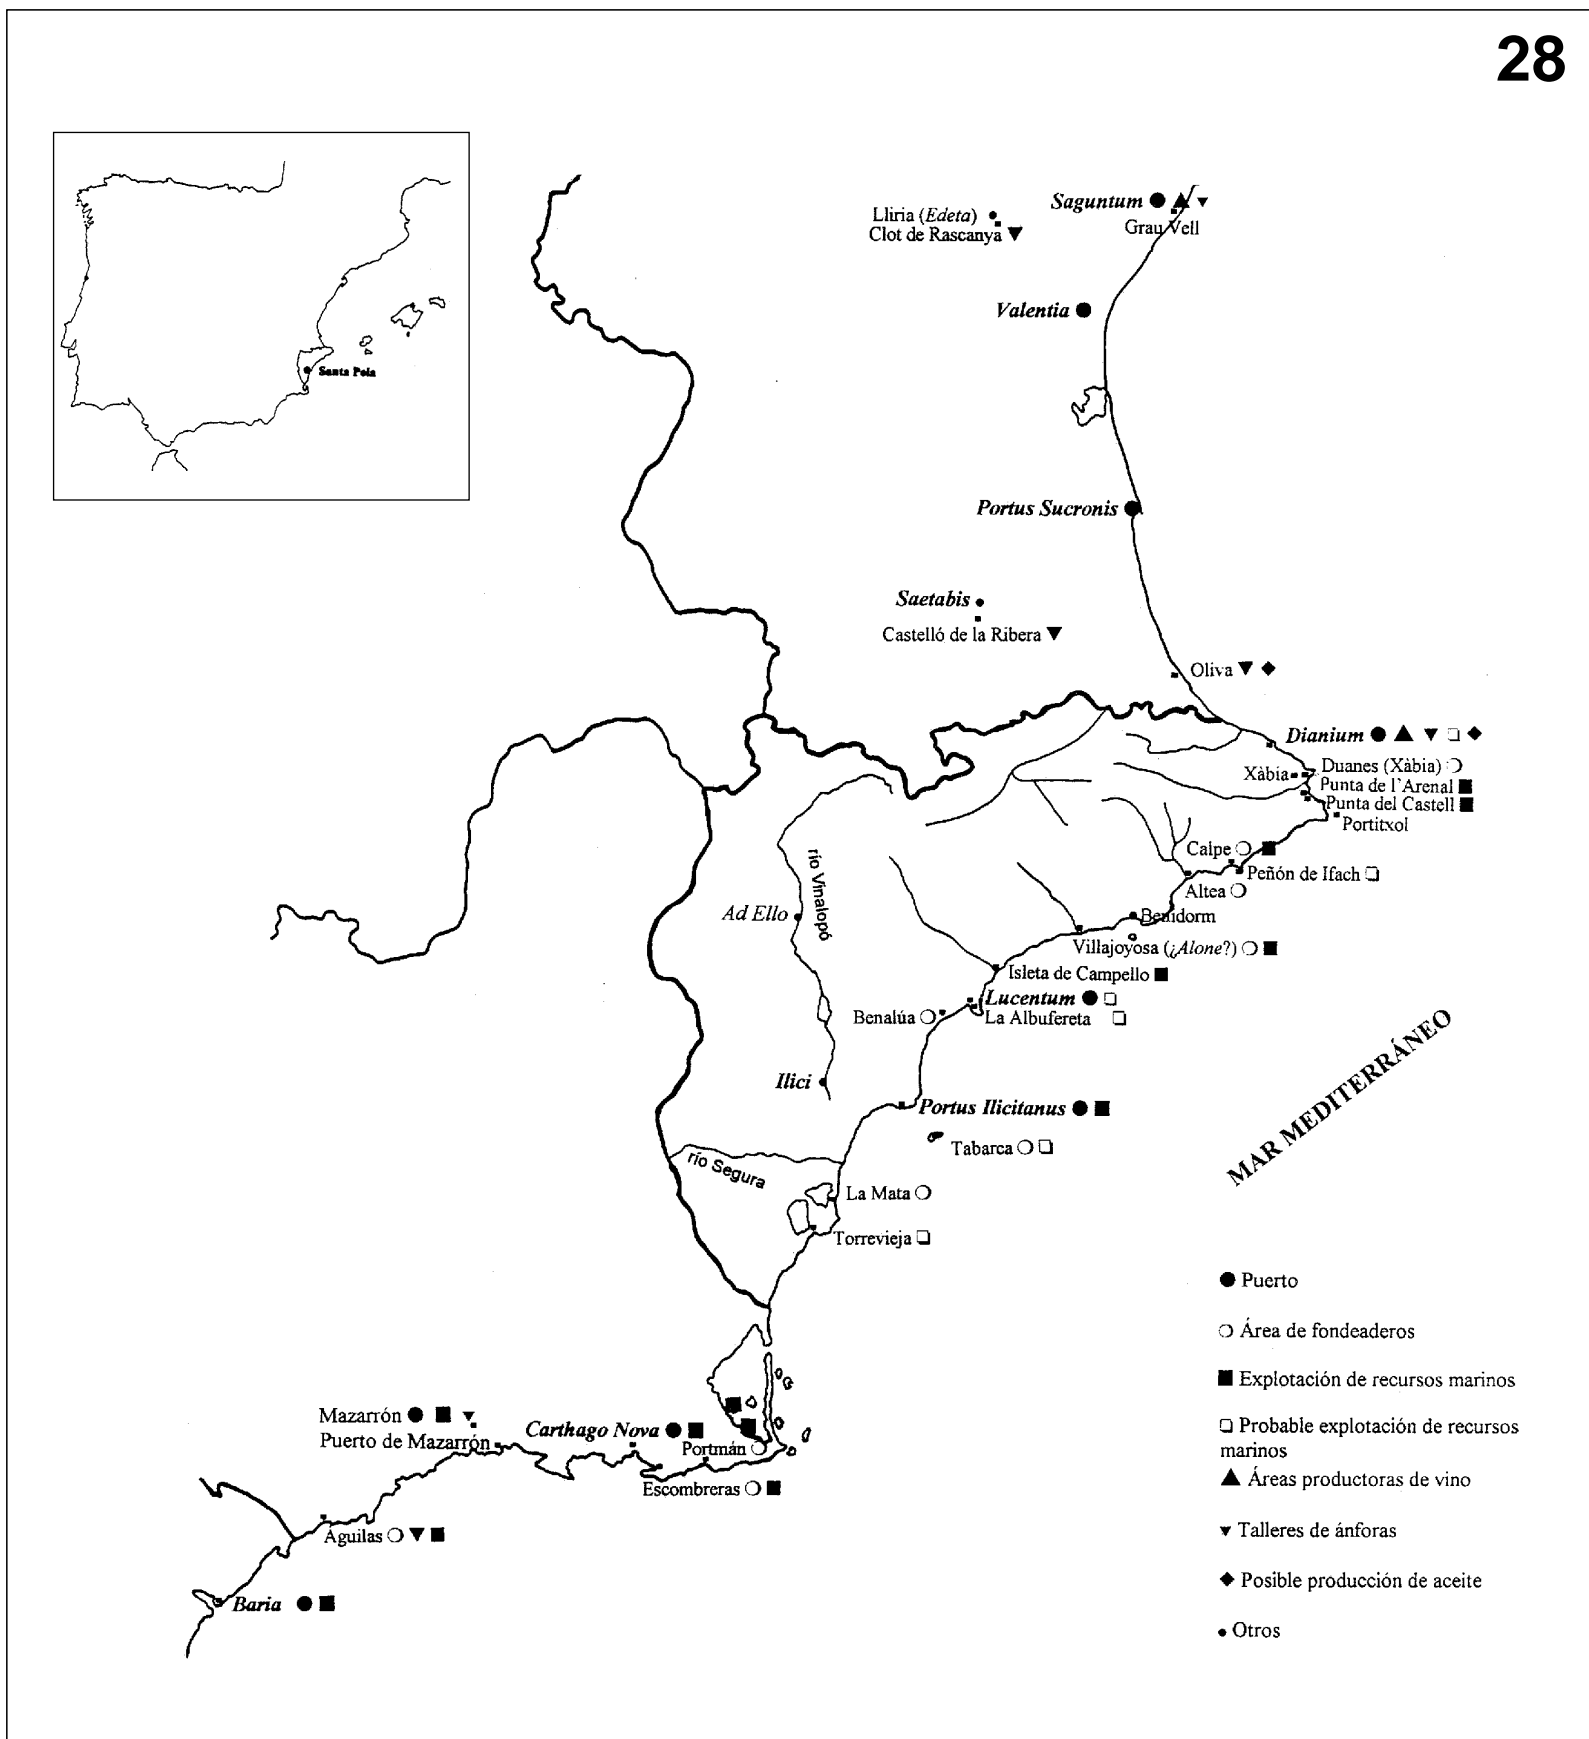 28
Santa Pola
Lliria (Edeta)
Clot de Rascanya
Saguntum
Grau Vell
Valentia
Portus Sucronis
Saetabis
Castelló de la Ribera
Oliva
Dianium
Duanes (Xàbia)
Xàbia
Punta de l'Arenal
Punta del Castell
Portitxol
Calpe
Peñón de Ifach
Altea
río Vinalopó
Ad Ello
Benidorm
Villajoyosa (¿Alone?)
Isleta de Campello
Lucentum
Benalúa
La Albufereta
MAR MEDITERRÁNEO
Ilici
Portus Ilicitanus
Tabarca
río Segura
La Mata
Torrevieja
Puerto
Área de fondeaderos
Explotación de recursos marinos
Probable explotación de recursos
marinos
Áreas productoras de vino
Talleres de ánforas
Posible producción de aceite
Otros
Mazarrón
Puerto de Mazarrón
Carthago Nova
Portmán
Escombreras
Águilas
Baria